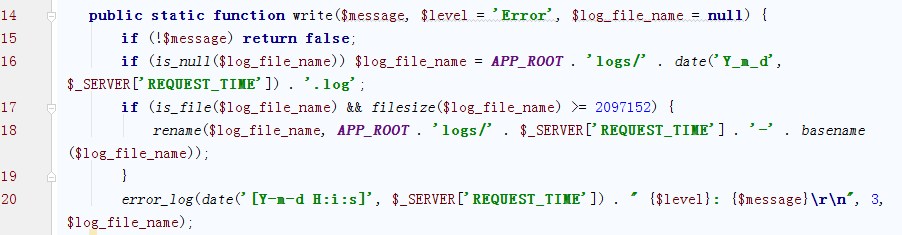 14 public static function write($message, $level = 'Error', $log_file_name = null) {
15 if (!$message) return false;
16 if (is_null($log_file_name)) $log_file_name = APP_ROOT . 'logs/' . date('Y_m_d',
$_SERVER['REQUEST_TIME']) . '.log';
17 if (is_file($log_file_name) && filesize($log_file_name) >= 2097152) {
18 rename($log_file_name, APP_ROOT . 'logs/' . $_SERVER['REQUEST_TIME'] . '-' . basename
($log_file_name));
19 }
20 error_log(date('[Y-m-d H:i:s]', $_SERVER['REQUEST_TIME']) . " {$level}: {$message}\r\n", 3,
$log_file_name);